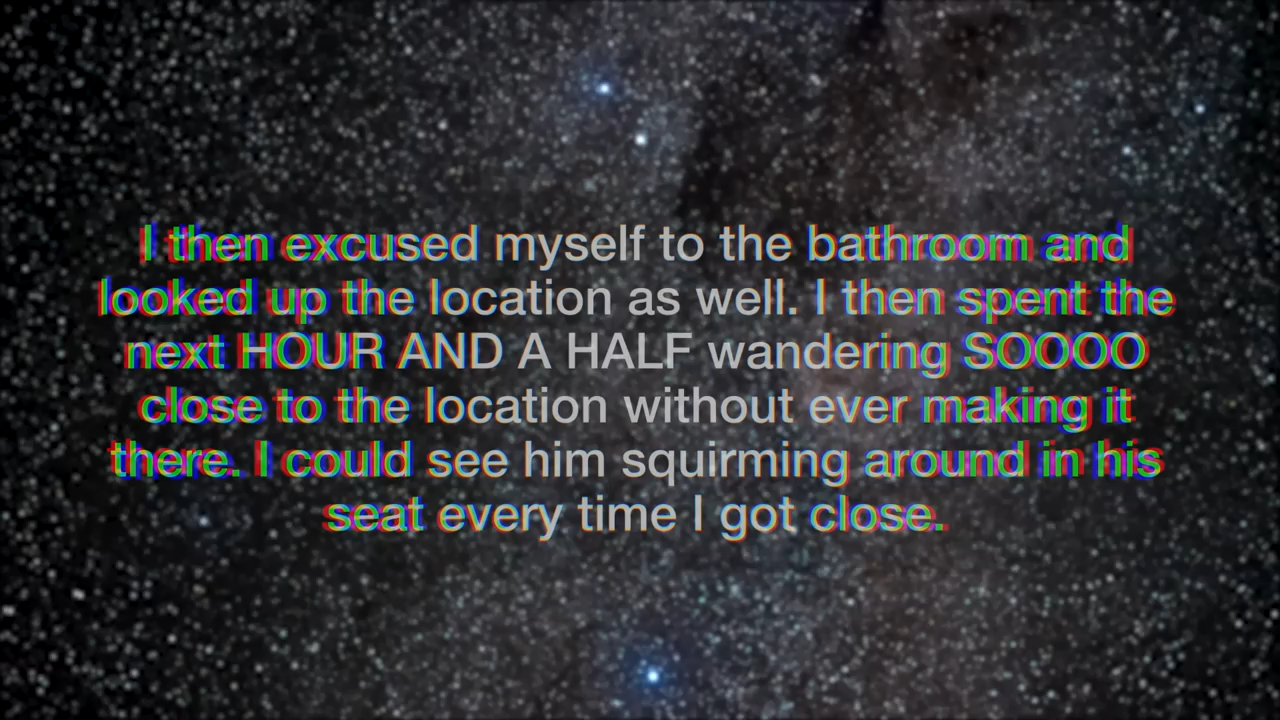 I then excused myself to the bathroom and
looked up the location as well. I then spent the
next HOUR AND A HALF wandering SOOOO
close to the location without ever making it
there. I could see him squirming around in his
seat every time I got close.